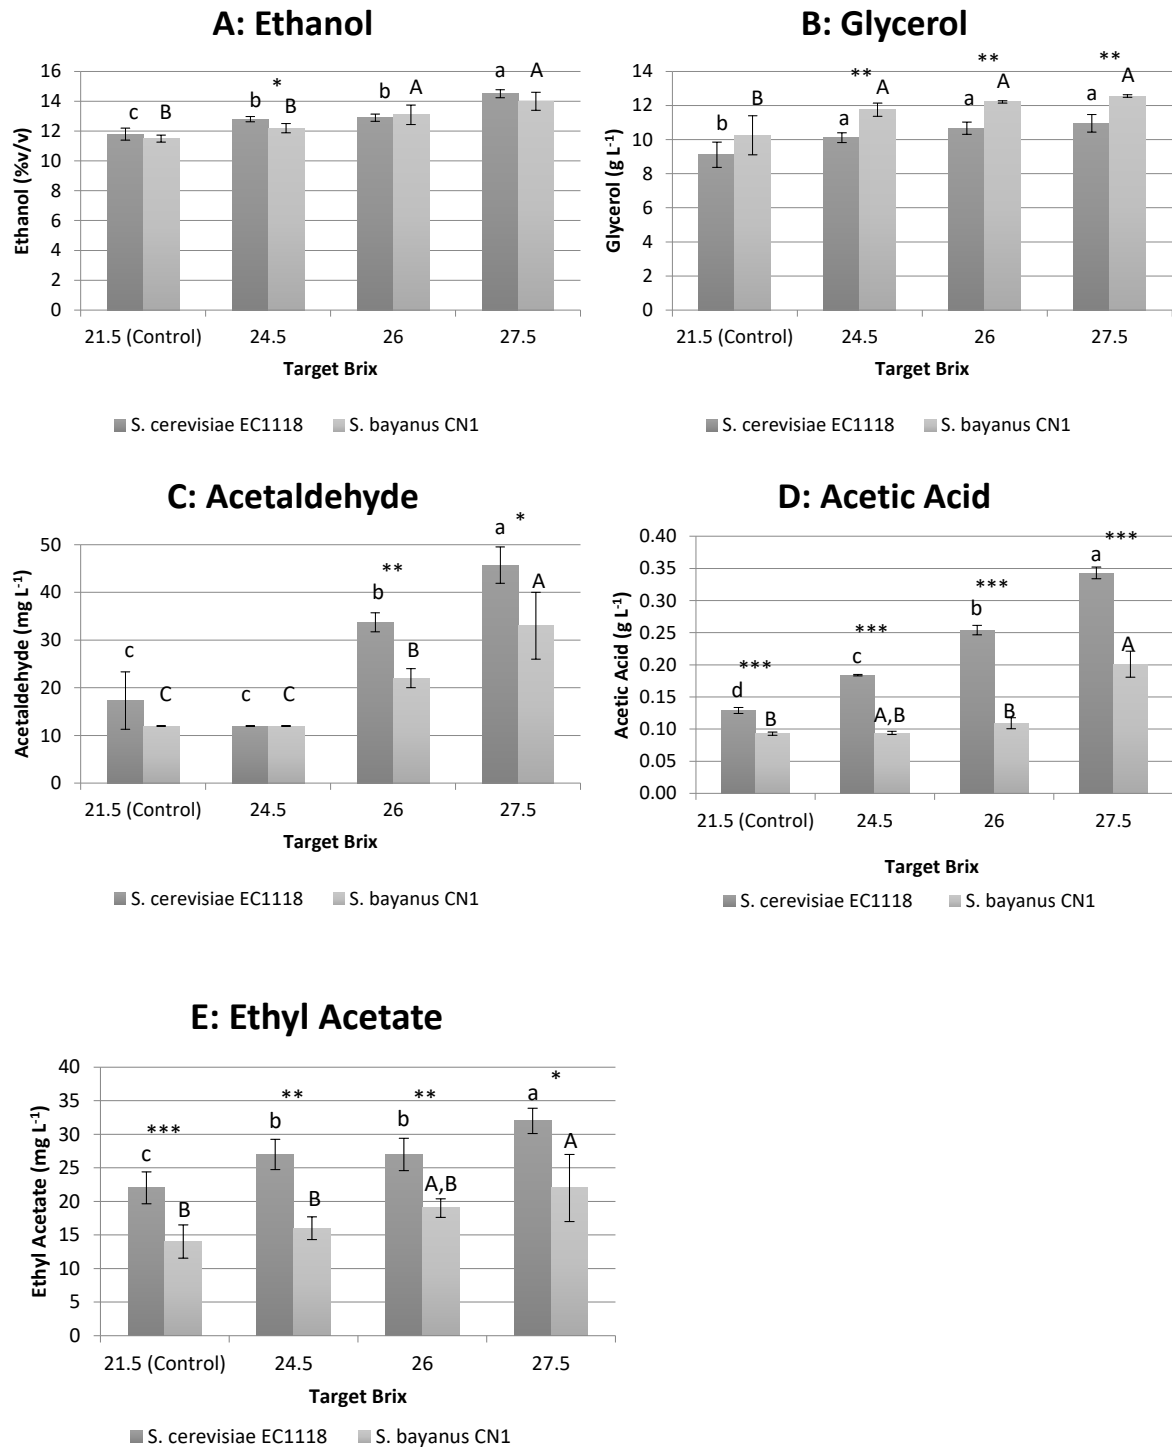 A: Ethanol
Ethanol (%v/v)
16
14
12
10
8
6
4
2
0
c B
b * B
b A
a A
21.5 (Control) 24.5 26 27.5
Target Brix
S. cerevisiae EC1118 S. bayanus CN1
B: Glycerol
Glycerol (g L-1)
14
12
10
8
6
4
2
0
b B
a ** A
a ** A
a ** A
21.5 (Control) 24.5 26 27.5
Target Brix
S. cerevisiae EC1118 S. bayanus CN1
C: Acetaldehyde
Acetaldehyde (mg L-1)
50
40
30
20
10
0
c C
c C
b ** B
a * A
21.5 (Control) 24.5 26 27.5
Target Brix
S. cerevisiae EC1118 S. bayanus CN1
D: Acetic Acid
Acetic Acid (g L-1)
0.40
0.35
0.30
0.25
0.20
0.15
0.10
0.05
0.00
d *** B
c *** A,B
b *** B
a *** A
21.5 (Control) 24.5 26 27.5
Target Brix
S. cerevisiae EC1118 S. bayanus CN1
E: Ethyl Acetate
Ethyl Acetate (mg L-1)
40
35
30
25
20
15
10
5
0
c *** B
b ** B
b ** A,B
a * A
21.5 (Control) 24.5 26 27.5
Target Brix
S. cerevisiae EC1118 S. bayanus CN1